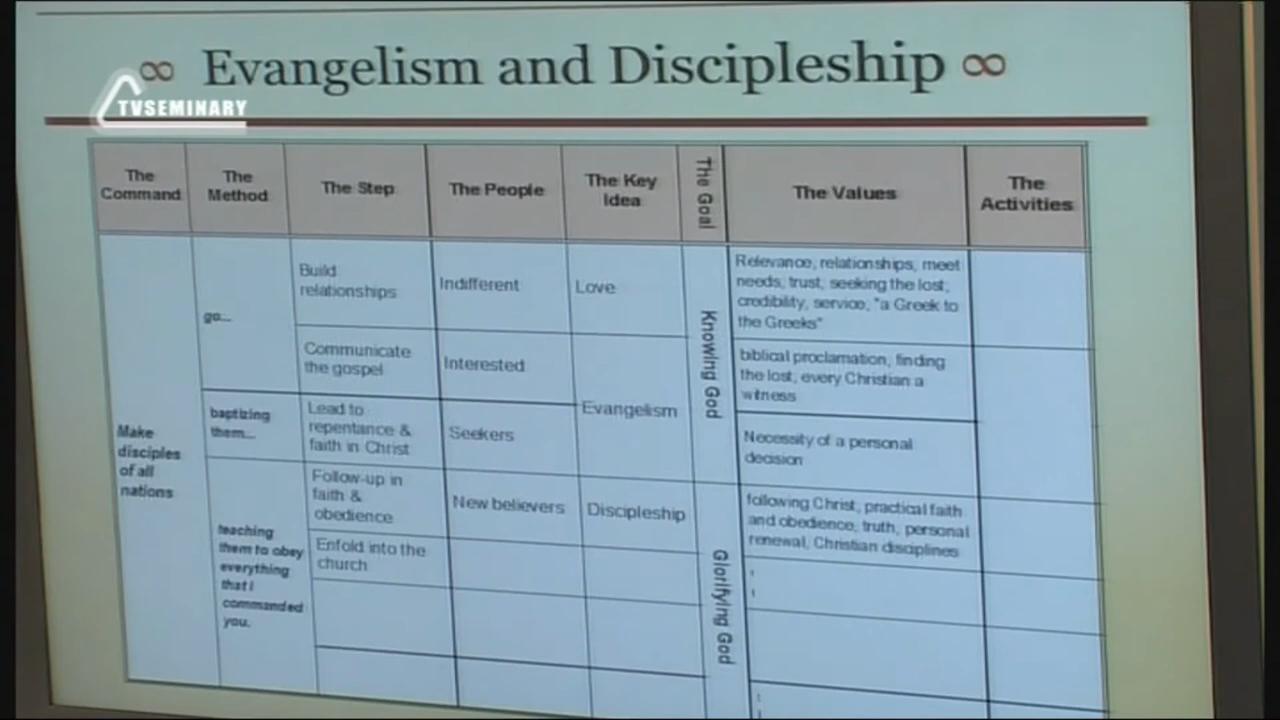 ∞ Evangelism and Discipleship ∞
TVSEMINARY
The
Command
The
Method
The Step
The People
The Key
Idea
The Goal
The Values
The
Activities
Make
disciples
of all
nations
go...
baptizing
them...
teaching
them to obey
everything
that I
commanded
you.
Build
relationships
Indifferent
Love
Knowing God
Relevance, relationships, meet
needs, trust, seeking the lost,
credibility, service, "a Greek to
the Greeks"
Communicate
the gospel
Interested
Evangelism
biblical proclamation, finding
the lost, every Christian a
witness
Lead to
repentance &
faith in Christ
Seekers
Necessity of a personal
decision
Follow-up in
faith &
obedience
New believers
Discipleship
Glorifying God
following Christ, practical faith
and obedience, truth, personal
renewal, Christian disciplines
Enfold into the
church